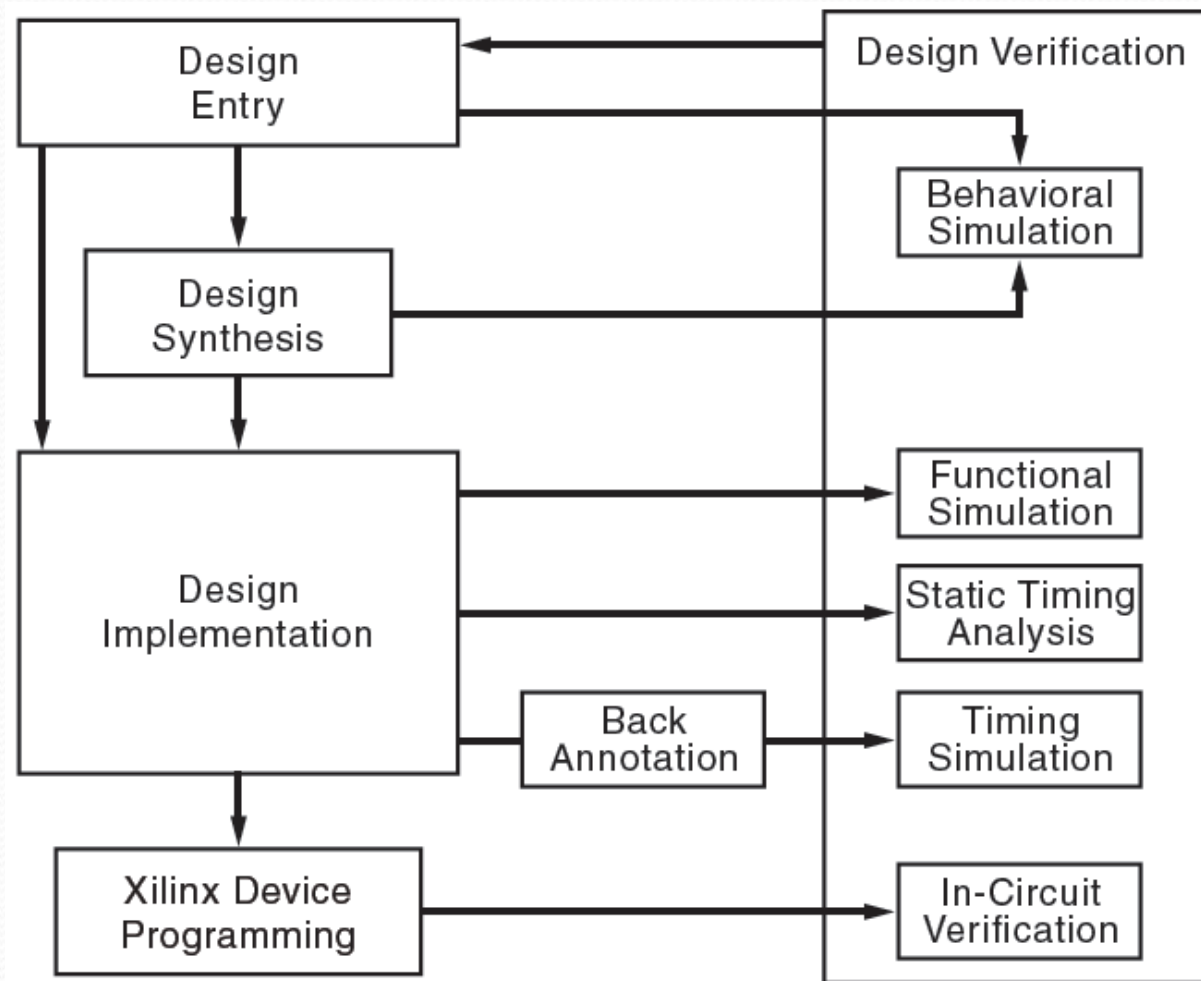 Design
Entry
Design Verification
Behavioral
Simulation
Design
Synthesis
Functional
Simulation
Design
Implementation
Static Timing
Analysis
Back
Annotation
Timing
Simulation
Xilinx Device
Programming
In-Circuit
Verification